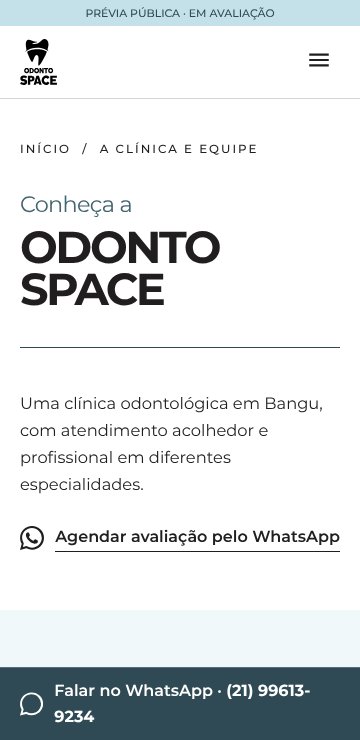 PRÉVIA PÚBLICA · EM AVALIAÇÃO
ODONTO
SPACE
INÍCIO / A CLÍNICA E EQUIPE
Conheça a
ODONTO
SPACE
Uma clínica odontológica em Bangu,
com atendimento acolhedor e
profissional em diferentes
especialidades.
Agendar avaliação pelo WhatsApp
Falar no WhatsApp · (21) 99613-
9234